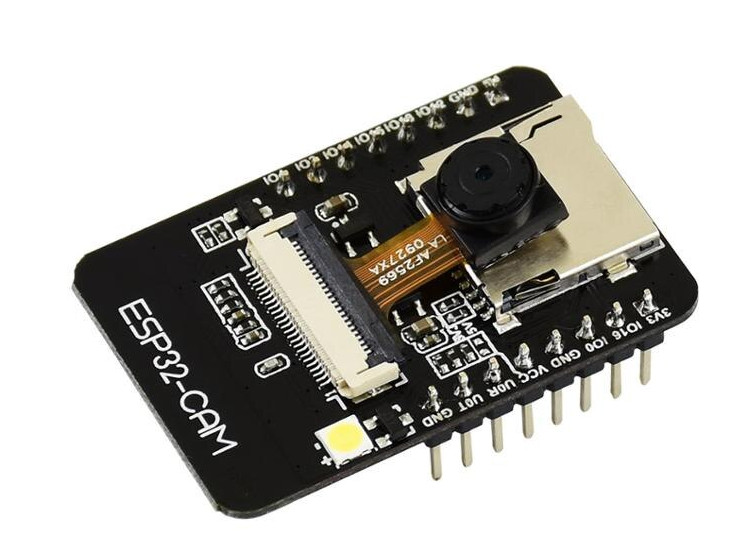 IO4 IO2 IO14 IO15 IO13 IO12 GND 5V
LA 0927XA
AF2569
ESP32-CAM
GND U0T U0R VCC GND IO0 IO16 3V3